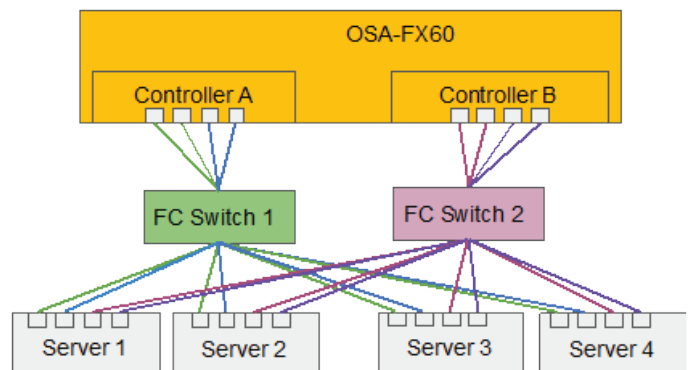 OSA-FX60
Controller A
Controller B
FC Switch 1
FC Switch 2
Server 1
Server 2
Server 3
Server 4